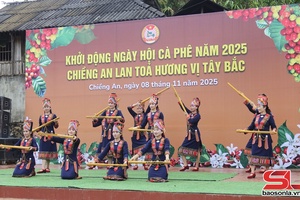 KHỞI ĐỘNG NGÀY HỘI CÀ PHÊ NĂM 2025
CHIỀNG AN LAN TOẢ HƯƠNG VỊ TÂY BẮC
Chiềng An, ngày 08 tháng 11 năm 2025
baosonla.vn